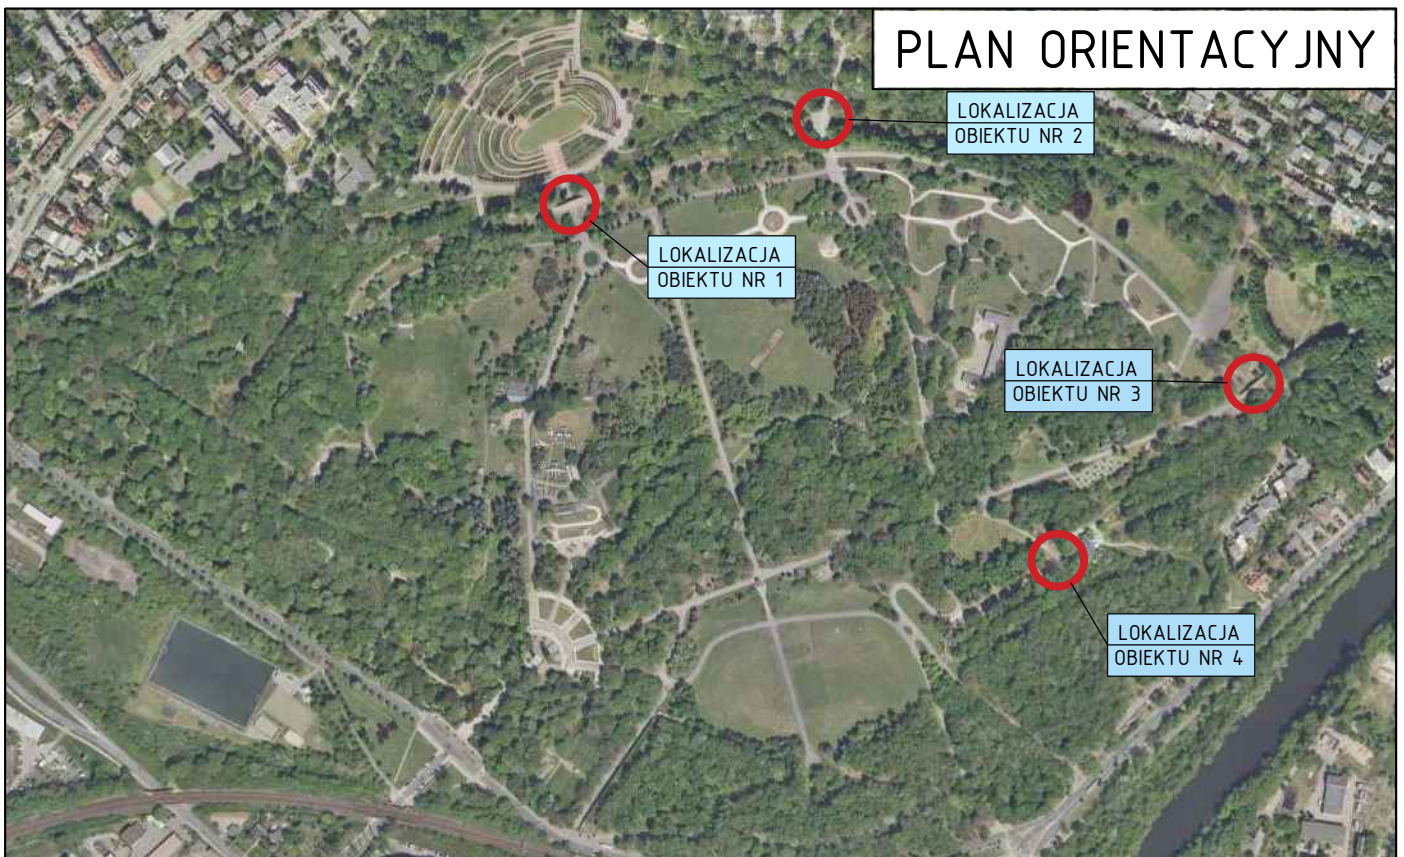 PLAN ORIENTACYJNY
LOKALIZACJA
OBIEKTU NR 2
LOKALIZACJA
OBIEKTU NR 1
LOKALIZACJA
OBIEKTU NR 3
LOKALIZACJA
OBIEKTU NR 4